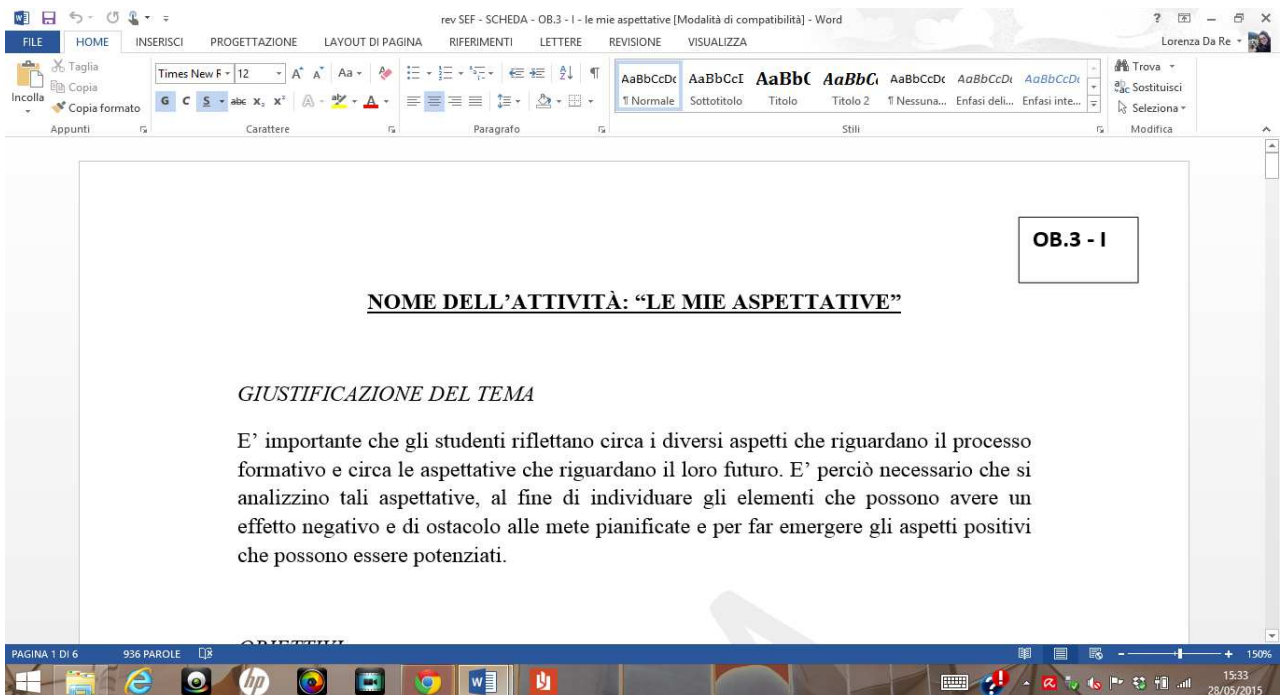 rev SEF - SCHEDA - OB.3 - I - le mie aspettative [Modalità di compatibilità] - Word
FILE HOME INSERISCI PROGETTAZIONE LAYOUT DI PAGINA RIFERIMENTI LETTERE REVISIONE VISUALIZZA Lorenza Da Re
Incolla
Taglia
Copia
Copia formato
Appunti
Times New F 12
G C S abc X₂ X²
Carattere
Paragrafo
AaBbCcDc AaBbCcI AaBb( AaBbC AaBbCcDc AaBbCcDc AaBbCcDc
¶ Normale Sottotitolo Titolo Titolo 2 ¶ Nessuna... Enfasi deli... Enfasi inte...
Stili
Trova
Sostituisci
Seleziona
Modifica
OB.3 - I
NOME DELL’ATTIVITÀ: “LE MIE ASPETTATIVE”
GIUSTIFICAZIONE DEL TEMA
E’ importante che gli studenti riflettano circa i diversi aspetti che riguardano il processo
formativo e circa le aspettative che riguardano il loro futuro. E’ perciò necessario che si
analizzino tali aspettative, al fine di individuare gli elementi che possono avere un
effetto negativo e di ostacolo alle mete pianificate e per far emergere gli aspetti positivi
che possono essere potenziati.
PAGINA 1 DI 6 936 PAROLE 150%
hp
15:33
28/05/2015